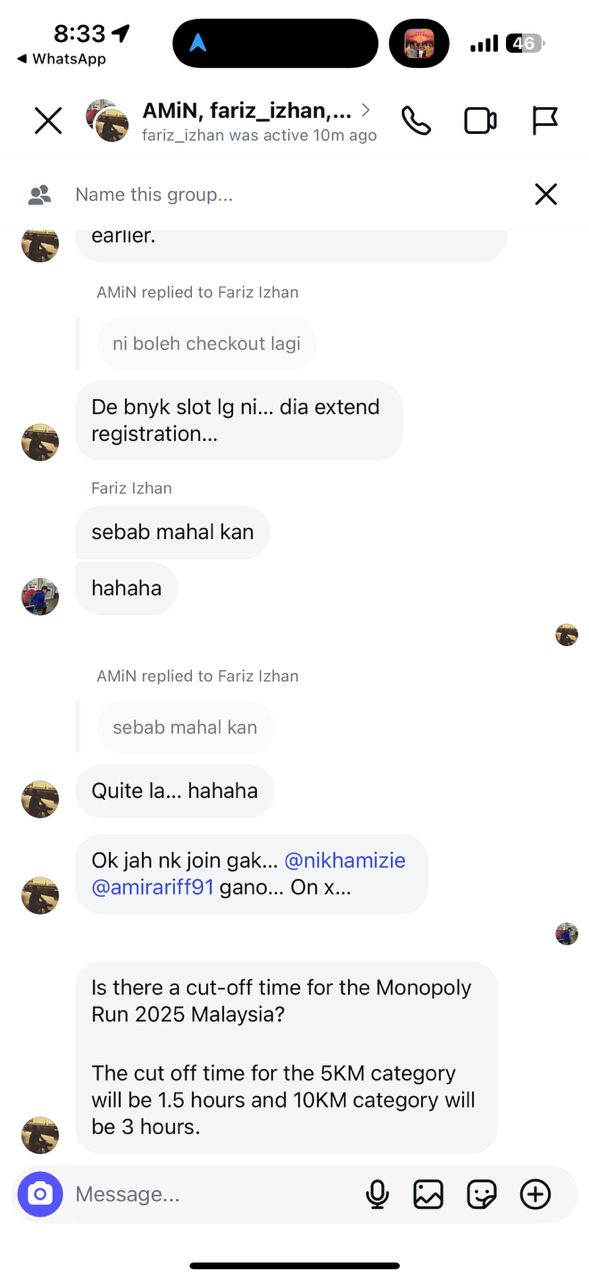 8:33
WhatsApp
46
AMiN, fariz_izhan,...
fariz_izhan was active 10m ago
Name this group...
earlier.
AMiN replied to Fariz Izhan
ni boleh checkout lagi
De bnyk slot lg ni... dia extend
registration...
Fariz Izhan
sebab mahal kan
hahaha
AMiN replied to Fariz Izhan
sebab mahal kan
Quite la... hahaha
Ok jah nk join gak... @nikhamizie
@amirariff91 gano... On x...
Is there a cut-off time for the Monopoly
Run 2025 Malaysia?
The cut off time for the 5KM category
will be 1.5 hours and 10KM category will
be 3 hours.
Message...